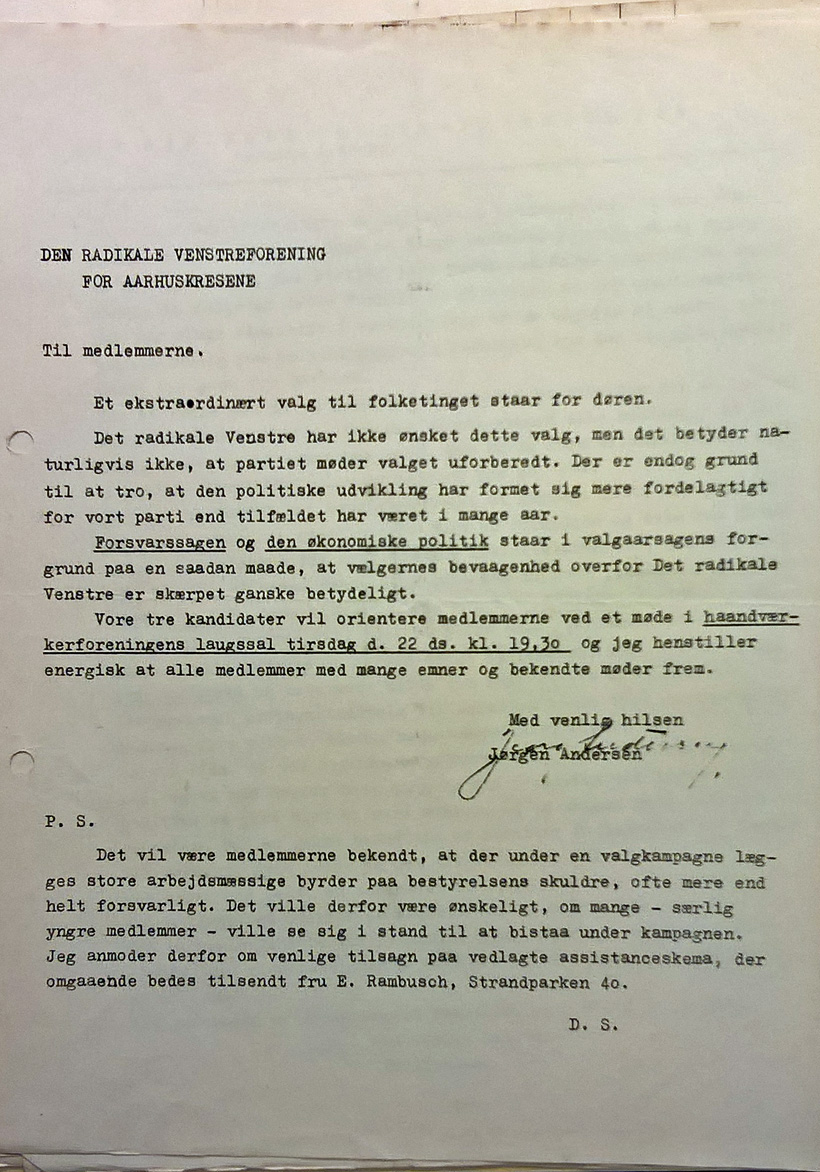 DEN RADIKALE VENSTREFORENING
FOR AARHUSKRESENE
Til medlemmerne.
Et ekstraordinært valg til folketinget staar for døren.
Det radikale Venstre har ikke ønsket dette valg, men det betyder na-
turligvis ikke, at partiet møder valget uforberedt. Der er endog grund
til at tro, at den politiske udvikling har formet sig mere fordelagtigt
for vort parti end tilfældet har været i mange aar.
Forsvarssagen og den økonomiske politik staar i valgaarsagens for-
grund paa en saadan maade, at vælgernes bevaagenhed overfor Det radikale
Venstre er skærpet ganske betydeligt.
Vore tre kandidater vil orientere medlemmerne ved et møde i haandvær-
kerforeningens laugssal tirsdag d. 22 ds. kl. 19,30 og jeg henstiller
energisk at alle medlemmer med mange emner og bekendte møder frem.
Med venlig hilsen
Jørgen Andersen
Jørgen Andersen
P. S.
Det vil være medlemmerne bekendt, at der under en valgkampagne læg-
ges store arbejdsmæssige byrder paa bestyrelsens skuldre, ofte mere end
helt forsvarligt. Det ville derfor være ønskeligt, om mange - særlig
yngre medlemmer - ville se sig i stand til at bistaa under kampagnen.
Jeg anmoder derfor om venlige tilsagn paa vedlagte assistanceskema, der
omgaaende bedes tilsendt fru E. Rambusch, Strandparken 4o.
D. S.